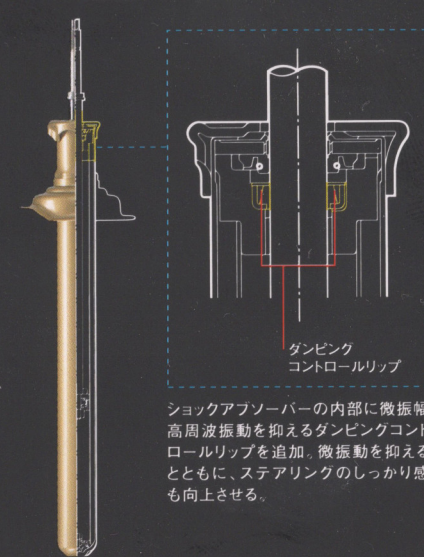 ダンピング
コントロールリップ
ショックアブソーバーの内部に微振幅
高周波振動を抑えるダンピングコント
ロールリップを追加。微振動を抑える
とともに、ステアリングのしっかり感
も向上させる。